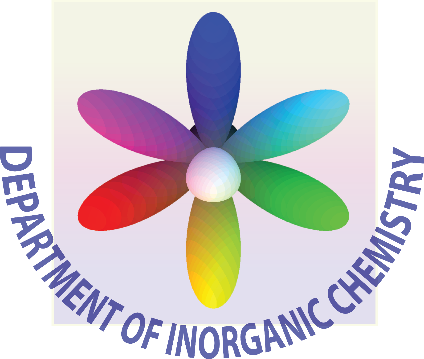 DEPARTMENT OF INORGANIC CHEMISTRY